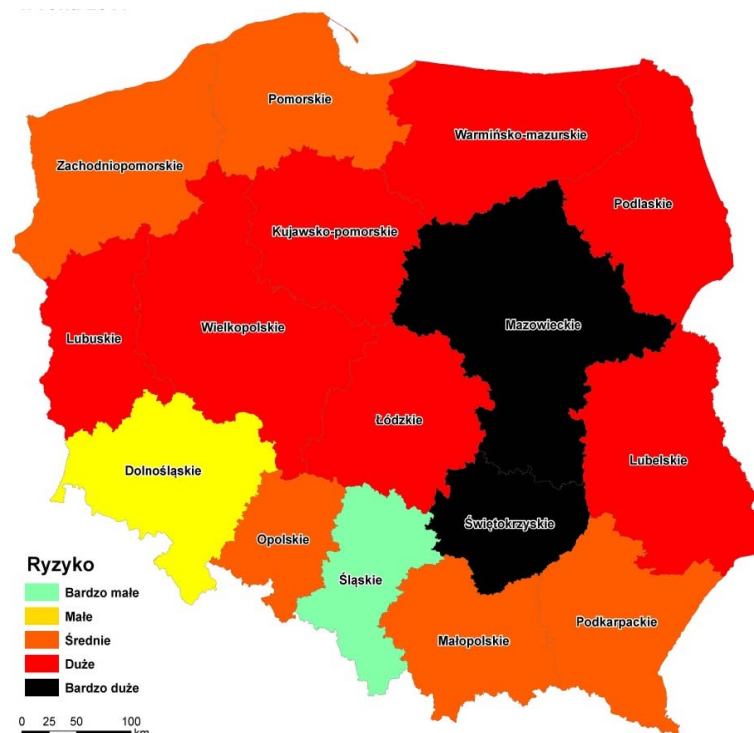 Pomorskie
Warmińsko-mazurskie
Zachodniopomorskie
Podlaskie
Kujawsko-pomorskie
Mazowieckie
Wielkopolskie
Lubuskie
Łódzkie
Lubelskie
Dolnośląskie
Świętokrzyskie
Opolskie
Śląskie
Podkarpackie
Małopolskie
Ryzyko
Bardzo małe
Małe
Średnie
Duże
Bardzo duże
0 25 50 100
km